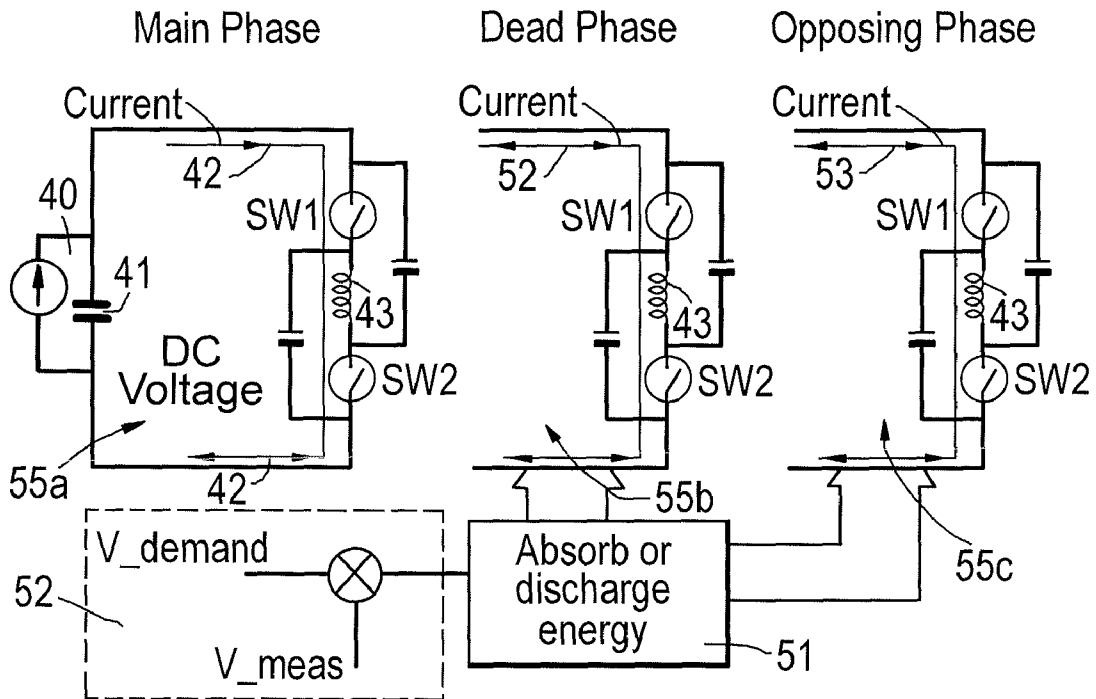 Main Phase
Dead Phase
Opposing Phase
Current
Current
Current
42
52
53
40
SW1
SW1
SW1
41
43
43
43
DC
Voltage
SW2
SW2
SW2
55a
42
55b
55c
V_demand
Absorb or
discharge
energy
52
V_meas
51